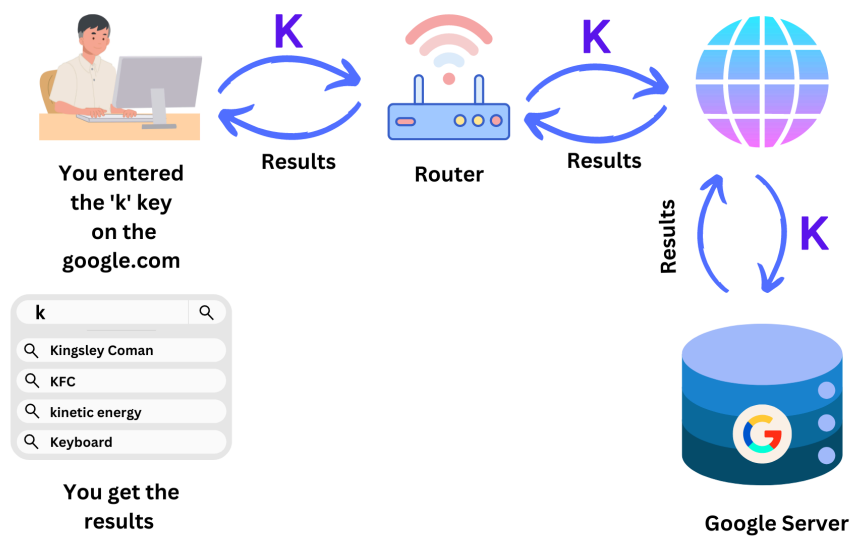 K
K
Results
Router
Results
You entered
the 'k' key
on the
google.com
Results
K
k
Kingsley Coman
KFC
kinetic energy
Keyboard
G
You get the
results
Google Server